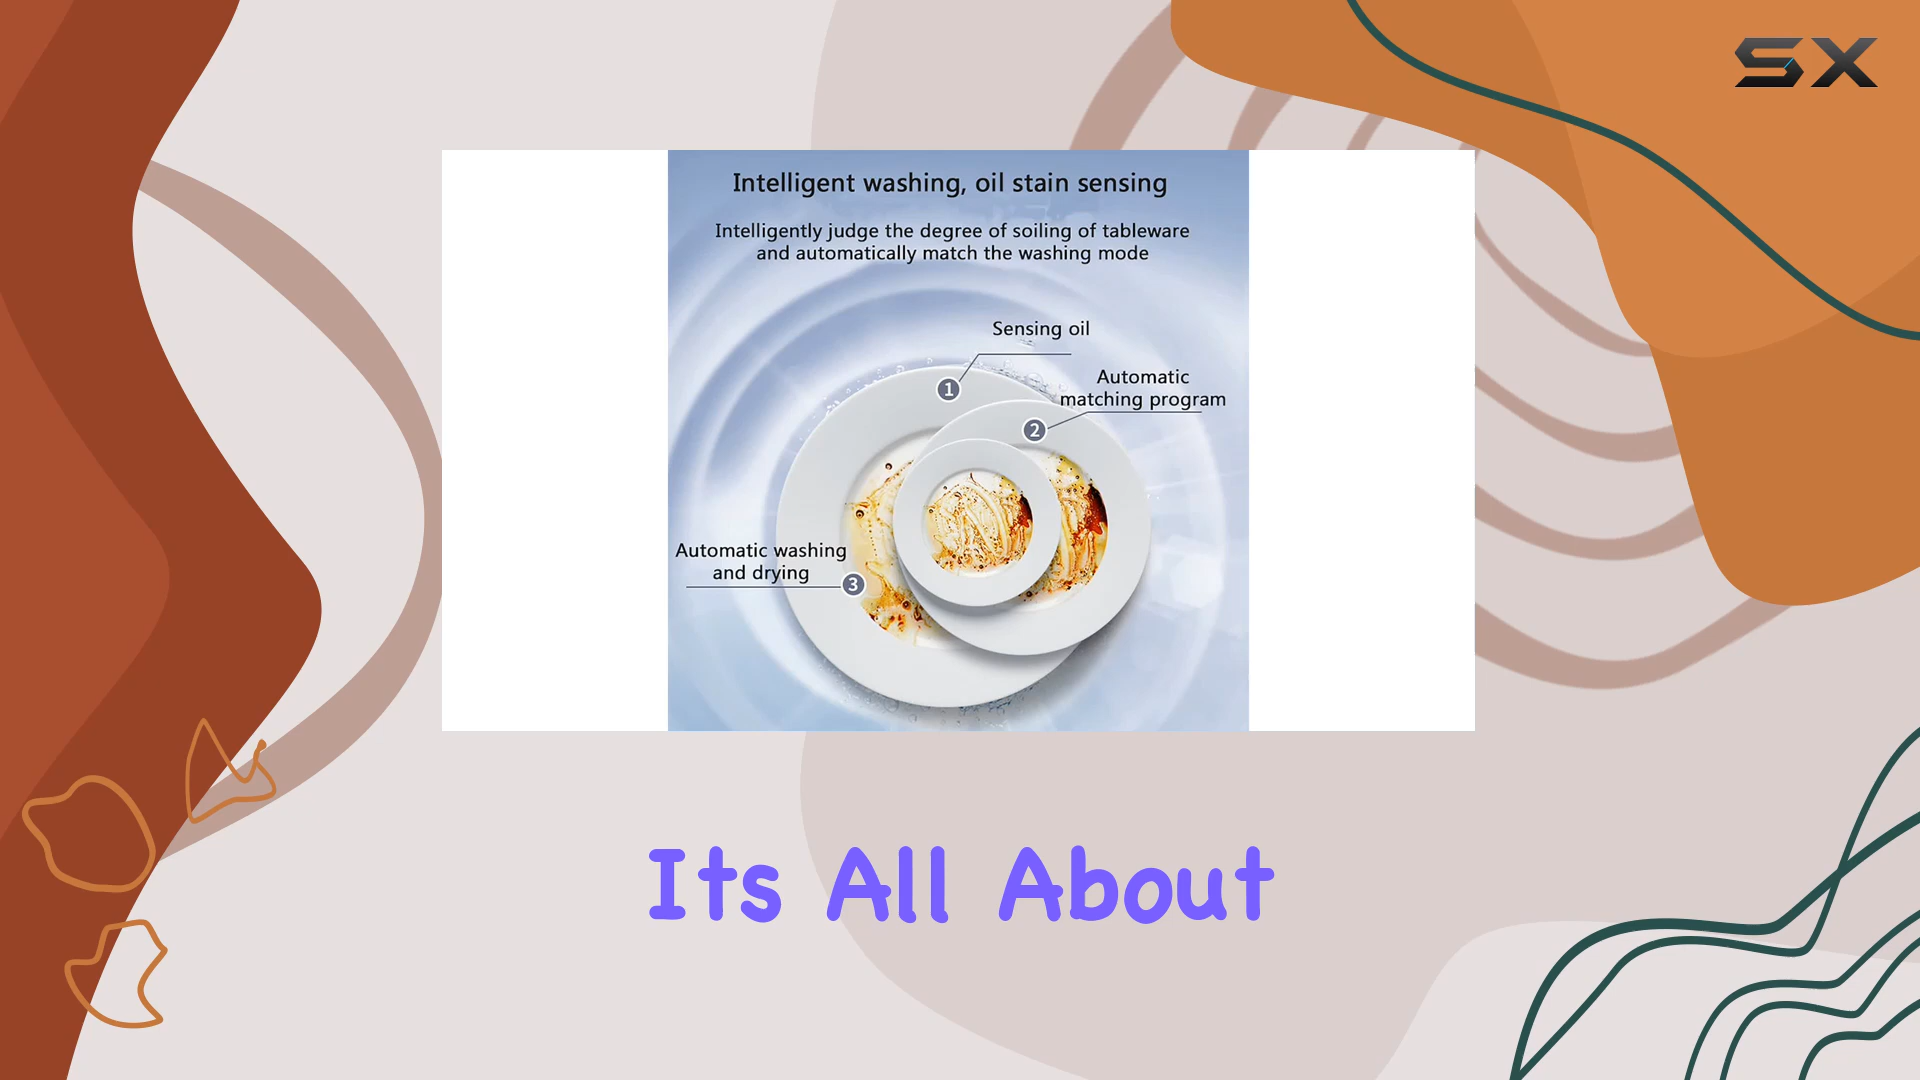 SX
Intelligent washing, oil stain sensing
Intelligently judge the degree of soiling of tableware
and automatically match the washing mode
Sensing oil
1
Automatic
matching program
2
Automatic washing
and drying
3
Its All About